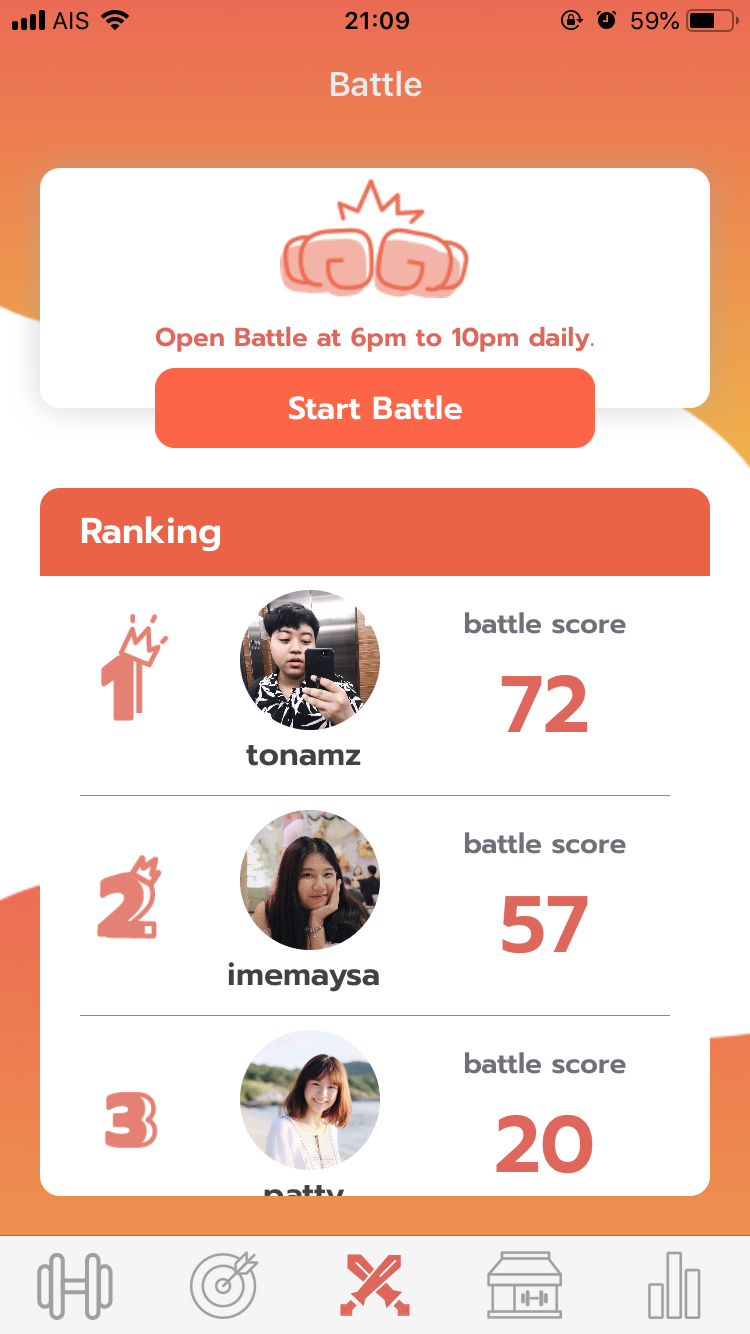 AIS 21:09 59%
Battle
Open Battle at 6pm to 10pm daily.
Start Battle
Ranking
1
battle score
72
tonamz
2
battle score
57
imemaysa
3
battle score
20
patty